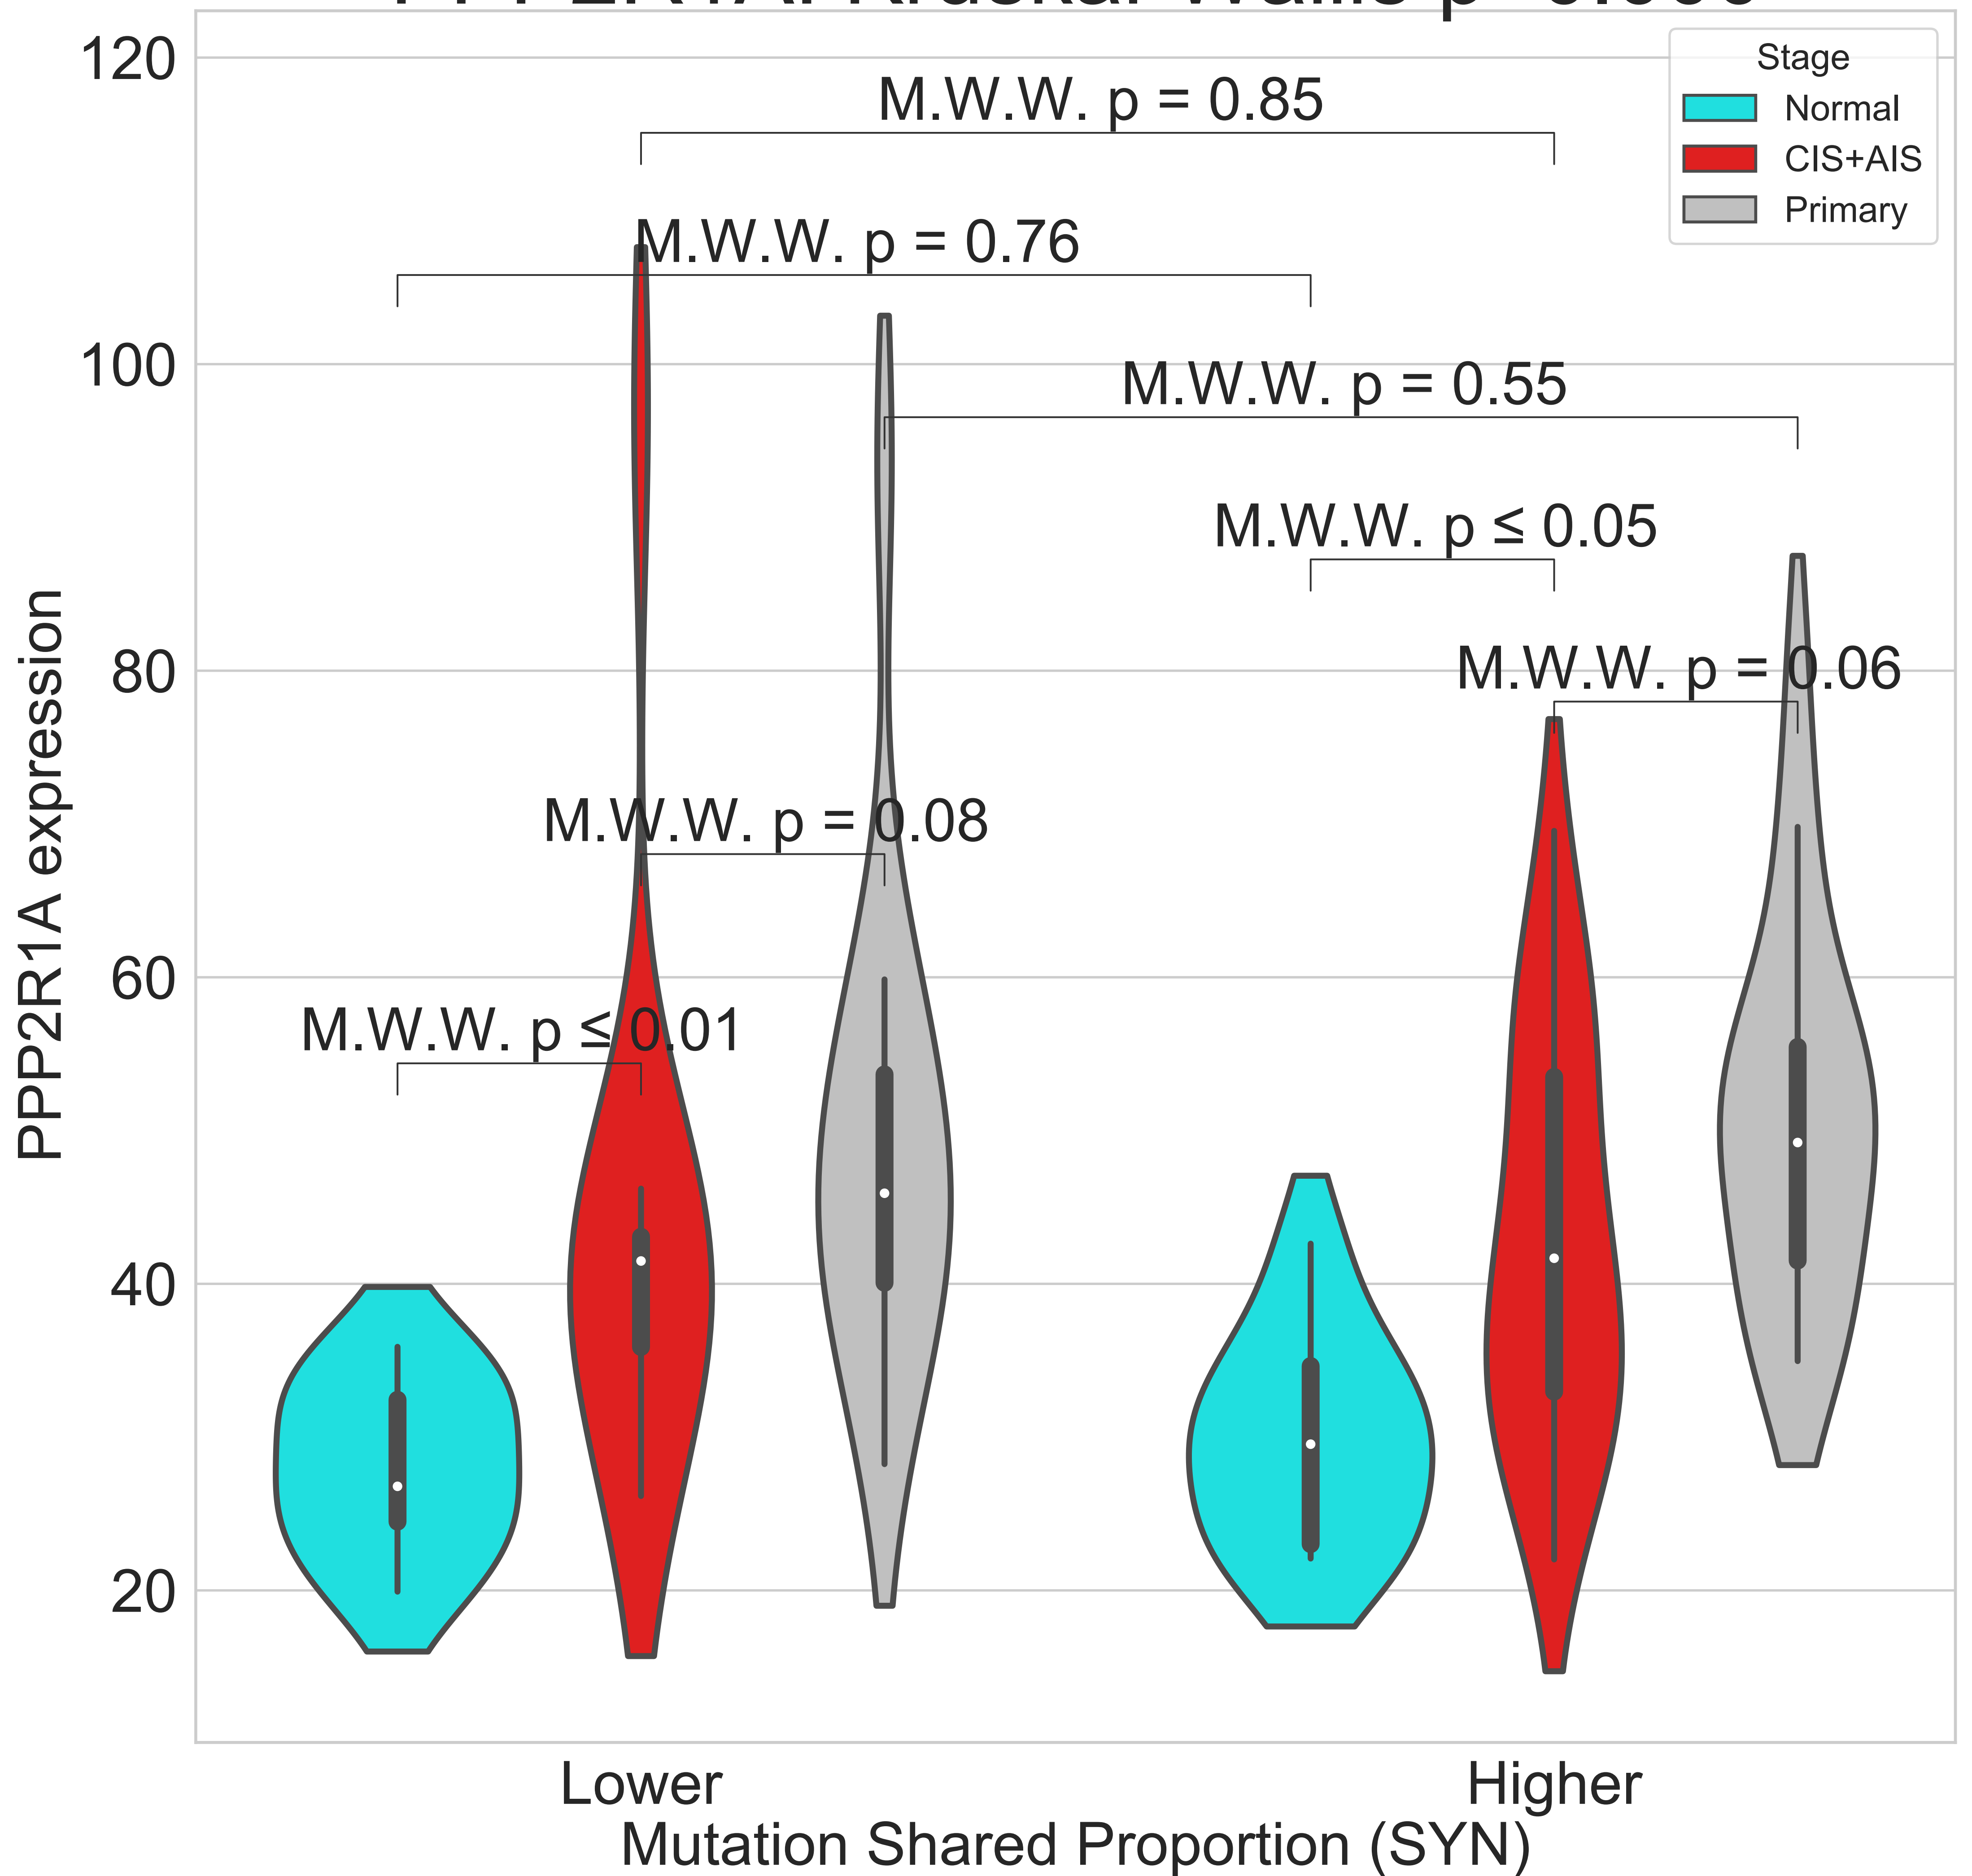 120
100
80
60
40
20
PPP2R1A expression
M.W.W. p = 0.85
M.W.W. p = 0.76
M.W.W. p = 0.55
M.W.W. p ≤ 0.05
M.W.W. p = 0.06
M.W.W. p = 0.08
M.W.W. p ≤ 0.01
Stage
Normal
CIS+AIS
Primary
Lower
Higher
Mutation Shared Proportion (SYN)